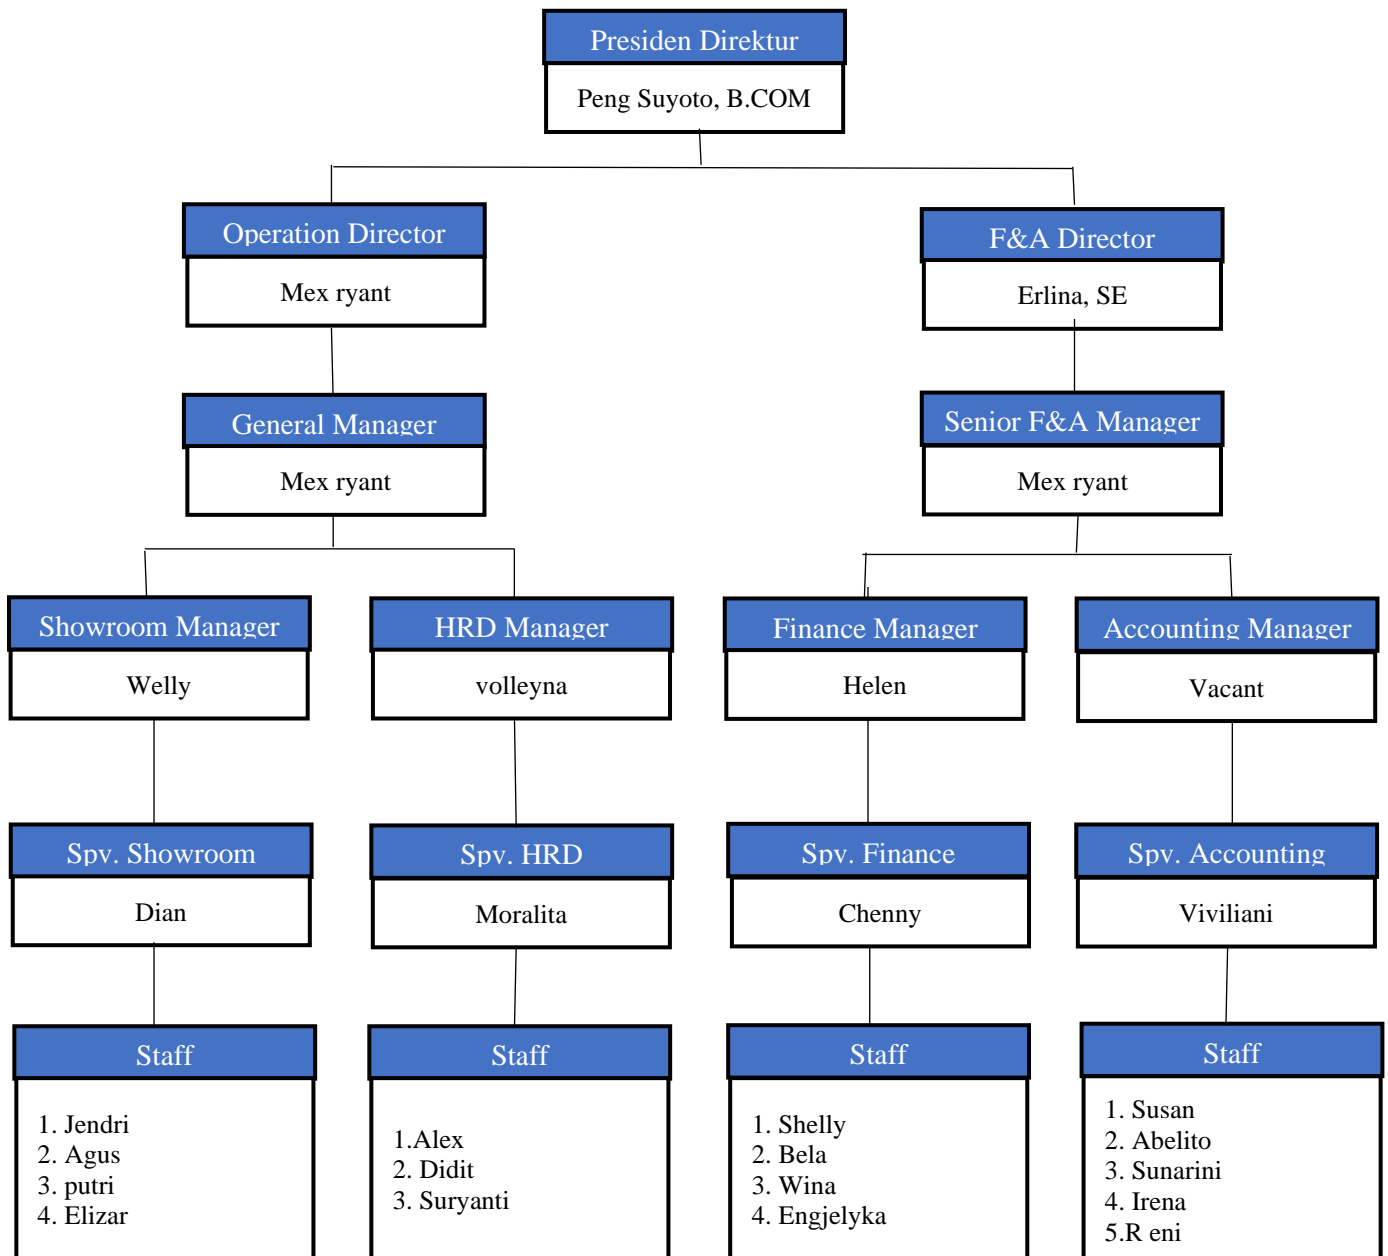 Presiden Direktur
Peng Suyoto, B.COM
Operation Director
Mex ryant
F&A Director
Erlina, SE
General Manager
Mex ryant
Senior F&A Manager
Mex ryant
Showroom Manager
Welly
HRD Manager
volleyna
Finance Manager
Helen
Accounting Manager
Vacant
Spv. Showroom
Dian
Spv. HRD
Moralita
Spv. Finance
Chenny
Spv. Accounting
Viviliani
Staff
1. Jendri
2. Agus
3. putri
4. Elizar
Staff
1.Alex
2. Didit
3. Suryanti
Staff
1. Shelly
2. Bela
3. Wina
4. Engjelyka
Staff
1. Susan
2. Abelito
3. Sunarini
4. Irena
5.R eni